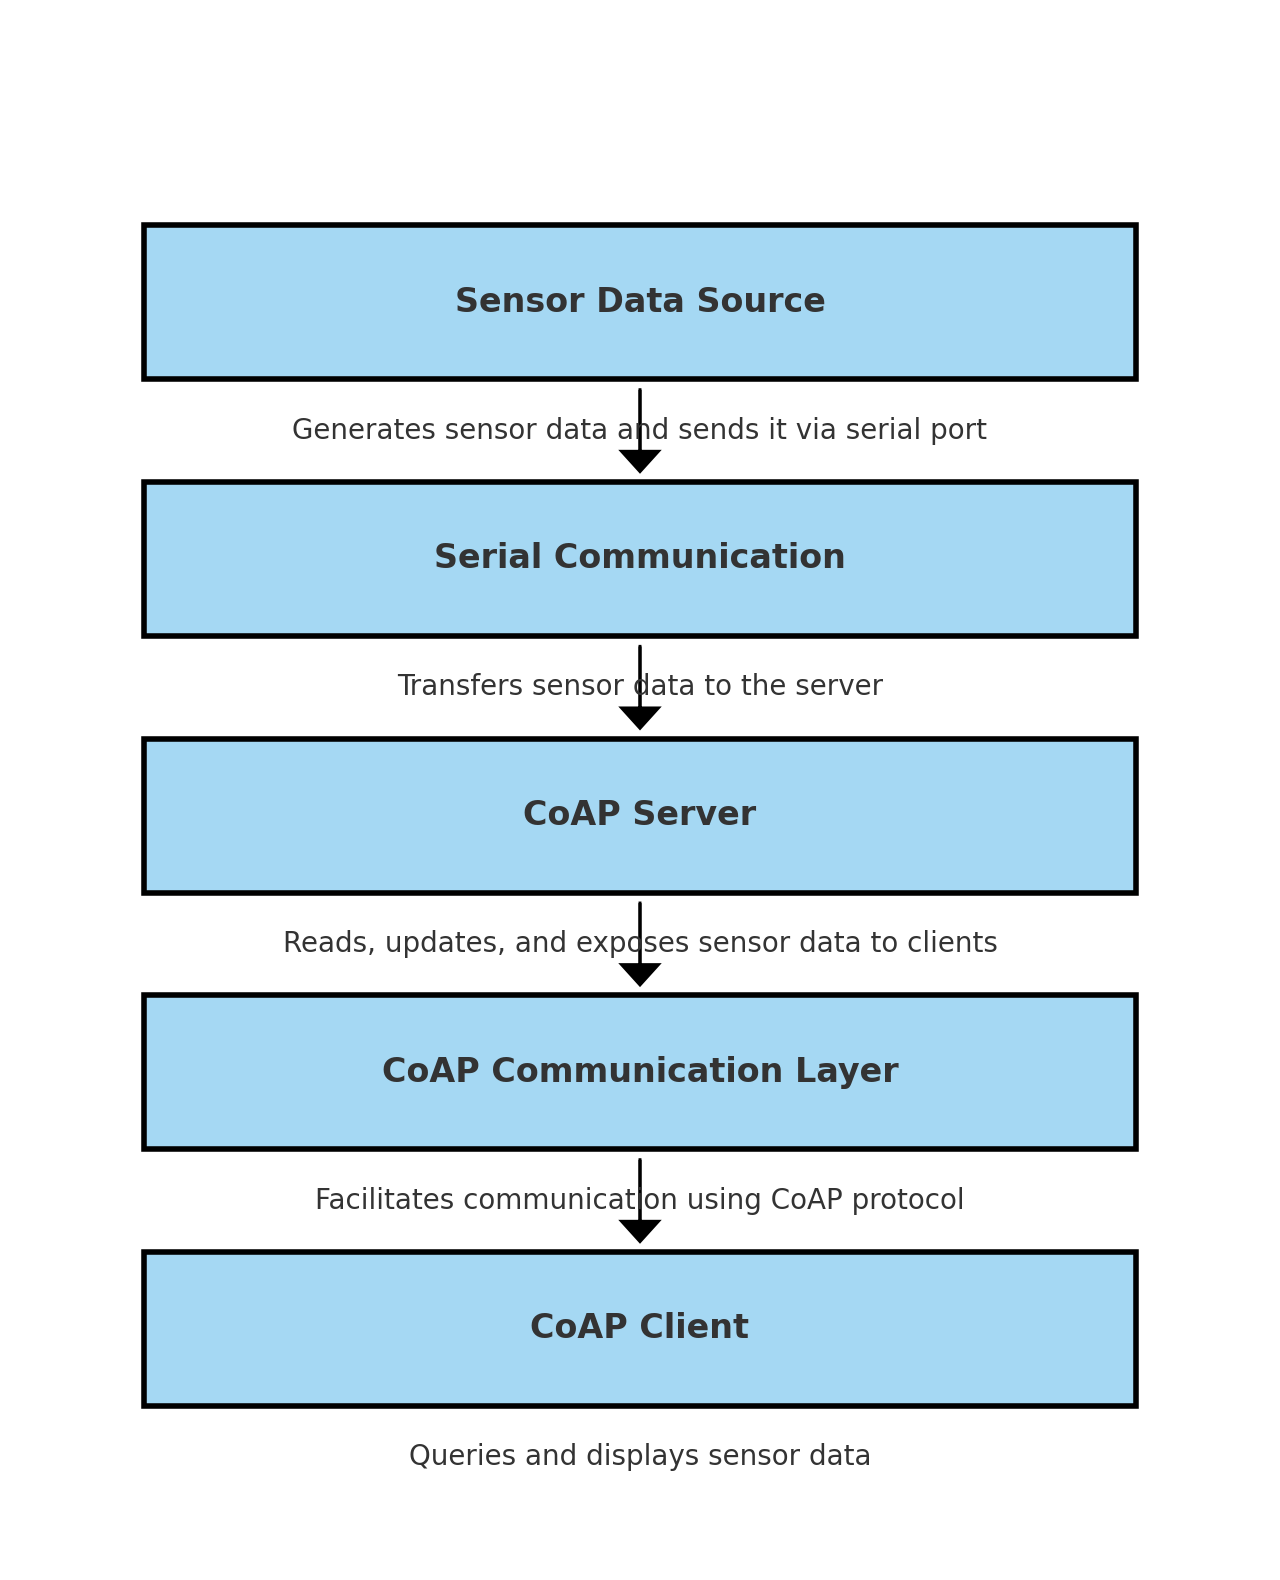 Sensor Data Source
Generates sensor data and sends it via serial port
Serial Communication
Transfers sensor data to the server
CoAP Server
Reads, updates, and exposes sensor data to clients
CoAP Communication Layer
Facilitates communication using CoAP protocol
CoAP Client
Queries and displays sensor data